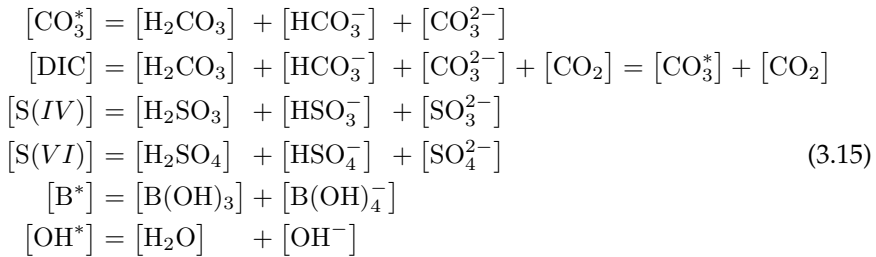 [CO₃*] = [H₂CO₃] + [HCO₃⁻] + [CO₃²⁻]
[DIC] = [H₂CO₃] + [HCO₃⁻] + [CO₃²⁻] + [CO₂] = [CO₃*] + [CO₂]
[S(IV)] = [H₂SO₃] + [HSO₃⁻] + [SO₃²⁻]
[S(VI)] = [H₂SO₄] + [HSO₄⁻] + [SO₄²⁻] (3.15)
[B*] = [B(OH)₃] + [B(OH)₄⁻]
[OH*] = [H₂O] + [OH⁻]